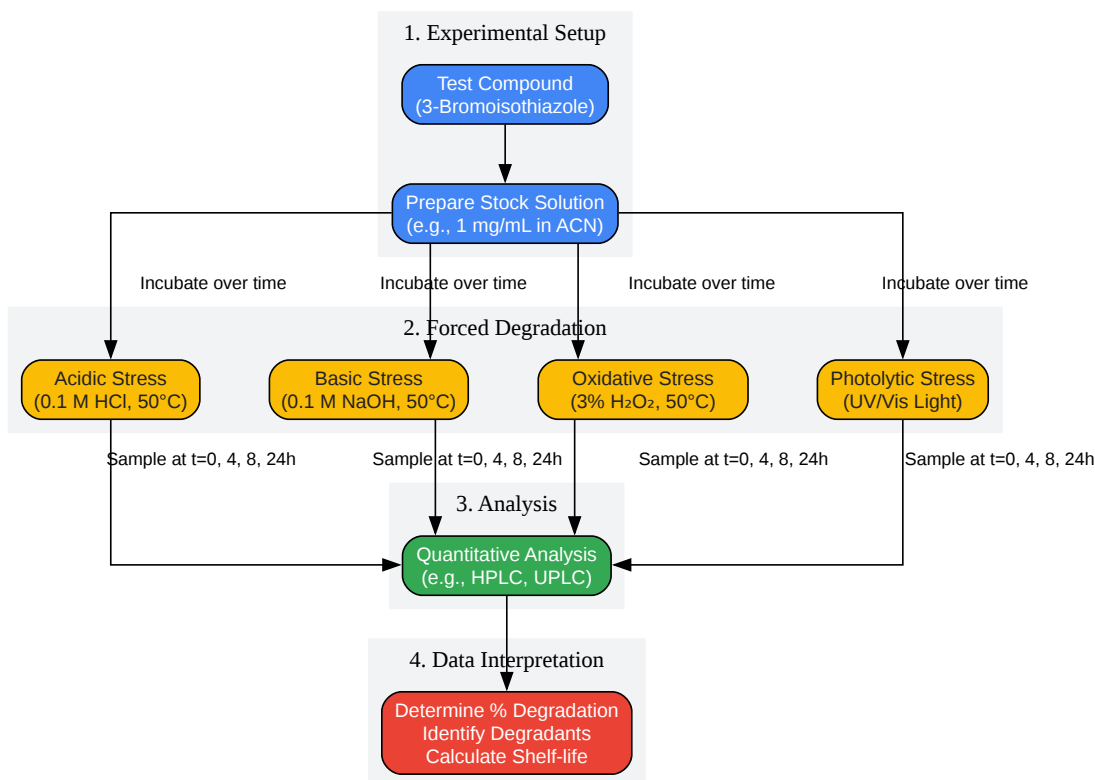 1. Experimental Setup
Test Compound
(3-Bromoisothiazole)
Prepare Stock Solution
(e.g., 1 mg/mL in ACN)
Incubate over time
Incubate over time
Incubate over time
Incubate over time
2. Forced Degradation
Acidic Stress
(0.1 M HCl, 50°C)
Basic Stress
(0.1 M NaOH, 50°C)
Oxidative Stress
(3% H₂O₂, 50°C)
Photolytic Stress
(UV/Vis Light)
Sample at t=0, 4, 8, 24h
Sample at t=0, 4, 8, 24h
Sample at t=0, 4, 8, 24h
Sample at t=0, 4, 8, 24h
3. Analysis
Quantitative Analysis
(e.g., HPLC, UPLC)
4. Data Interpretation
Determine % Degradation
Identify Degradants
Calculate Shelf-life